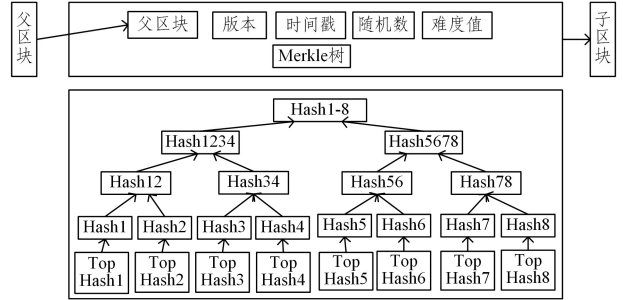 父区块
父区块 版本 时间戳 随机数 难度值
Merkle树
子区块
Hash1-8
Hash1234 Hash5678
Hash12 Hash34 Hash56 Hash78
Hash1 Hash2 Hash3 Hash4 Hash5 Hash6 Hash7 Hash8
Top Top Top Top Top Top Top Top
Hash1 Hash2 Hash3 Hash4 Hash5 Hash6 Hash7 Hash8